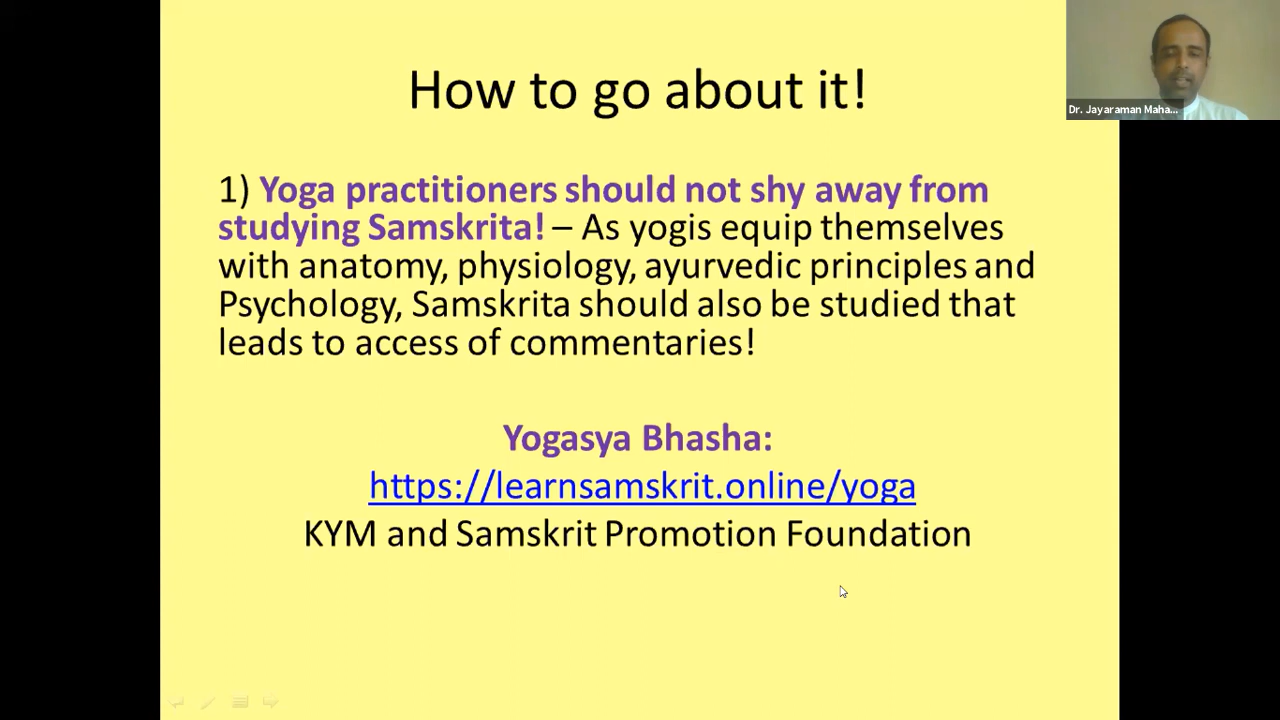 How to go about it!
Dr. Jayaraman Maha...
1) Yoga practitioners should not shy away from
studying Samskrita! – As yogis equip themselves
with anatomy, physiology, ayurvedic principles and
Psychology, Samskrita should also be studied that
leads to access of commentaries!
Yogasya Bhasha:
https://learnsamskrit.online/yoga
KYM and Samskrit Promotion Foundation